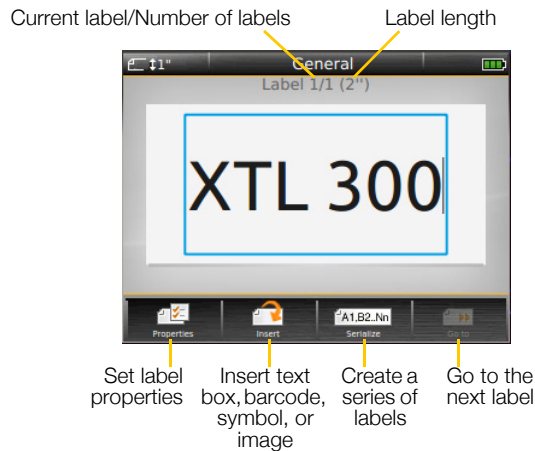 Current label/Number of labels
Label length
1"
General
Label 1/1 (2")
XTL 300
A1,B2..Nn
Properties
Insert
Serialize
Go to
Set label
properties
Insert text
box, barcode,
symbol, or
image
Create a
series of
labels
Go to the
next label